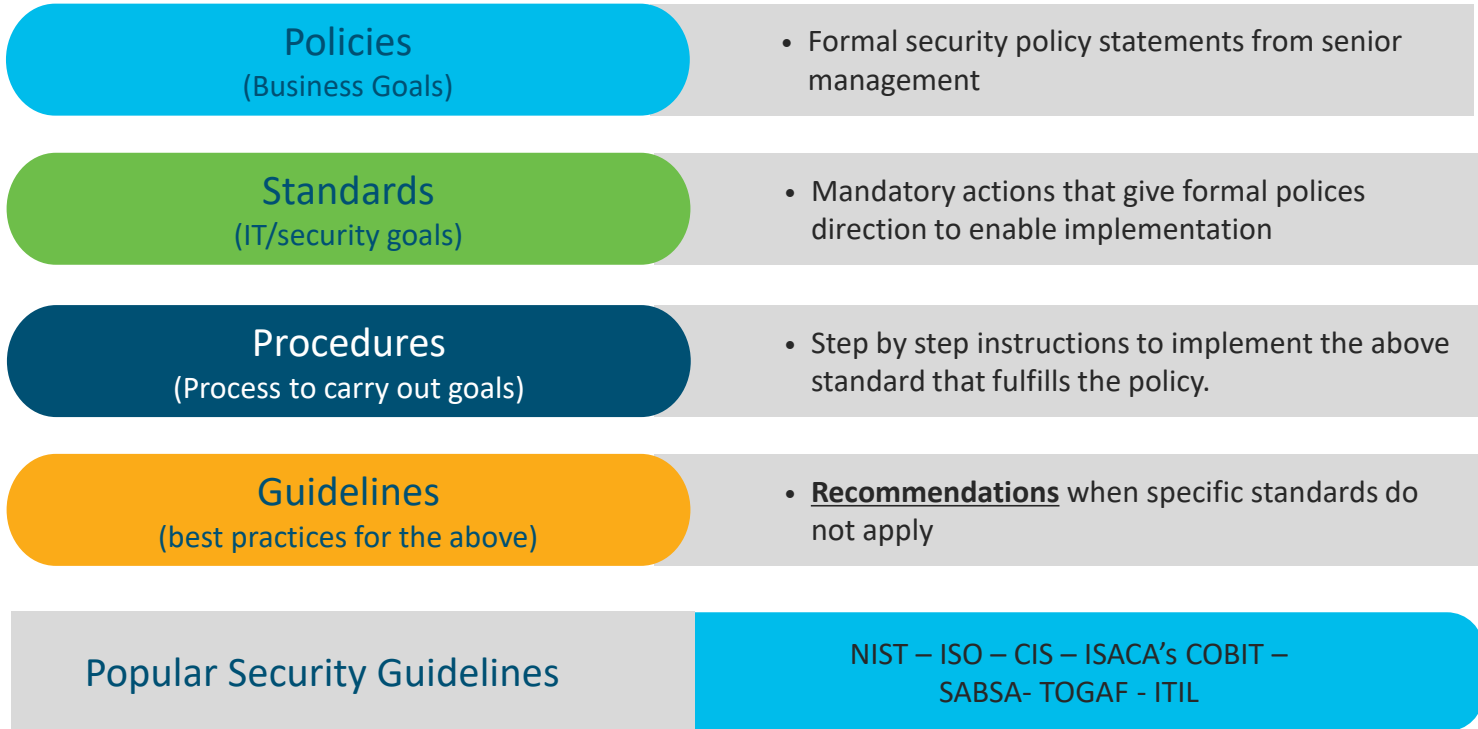 Policies
(Business Goals)
• Formal security policy statements from senior
management
Standards
(IT/security goals)
• Mandatory actions that give formal polices
direction to enable implementation
Procedures
(Process to carry out goals)
• Step by step instructions to implement the above
standard that fulfills the policy.
Guidelines
(best practices for the above)
• Recommendations when specific standards do
not apply
Popular Security Guidelines
NIST – ISO – CIS – ISACA’s COBIT –
SABSA- TOGAF - ITIL